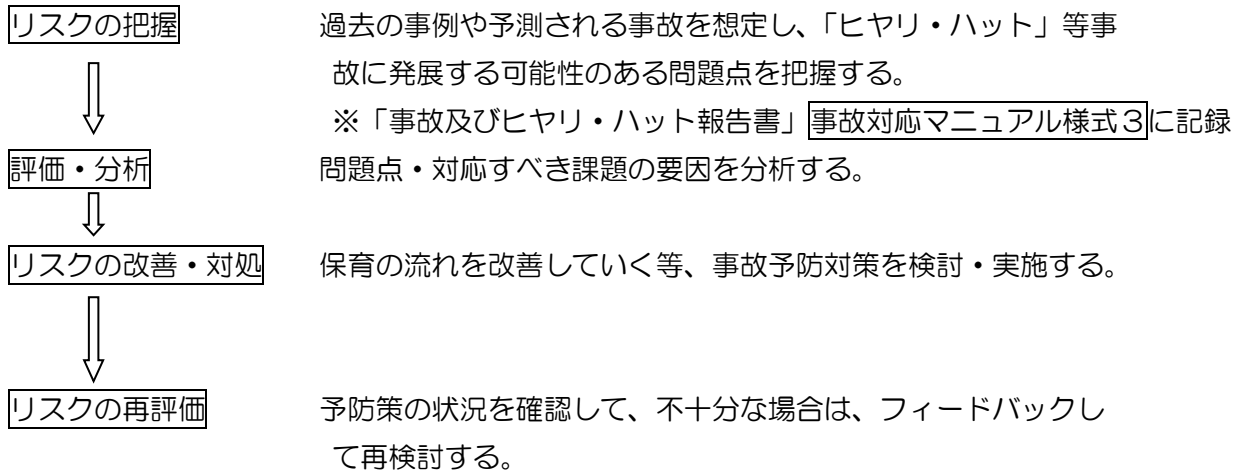 リスクの把握 過去の事例や予測される事故を想定し、「ヒヤリ・ハット」等事
故に発展する可能性のある問題点を把握する。
※「事故及びヒヤリ・ハット報告書」事故対応マニュアル様式３に記録
評価・分析 問題点・対応すべき課題の要因を分析する。
リスクの改善・対処 保育の流れを改善していく等、事故予防対策を検討・実施する。
リスクの再評価 予防策の状況を確認して、不十分な場合は、フィードバックし
て再検討する。